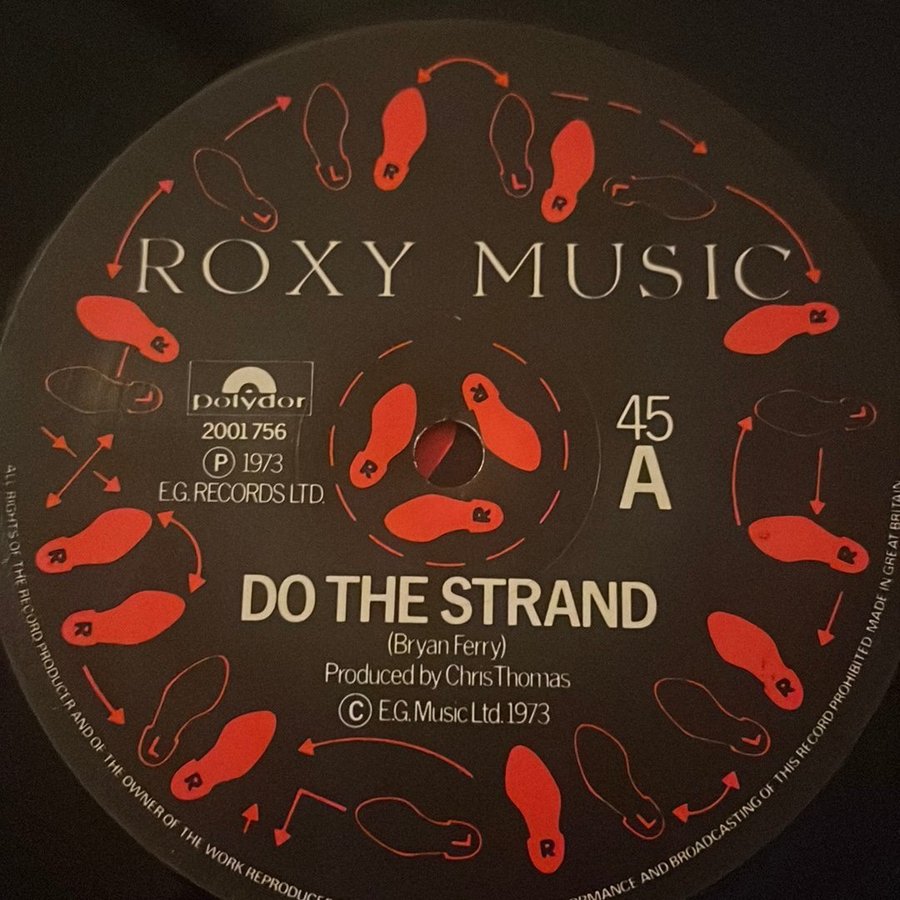 ROXY MUSIC
polydor
2001 756
Ⓟ 1973
E.G. RECORDS LTD.
45
A
DO THE STRAND
(Bryan Ferry)
Produced by Chris Thomas
© E.G. Music Ltd. 1973
ALL RIGHTS OF THE RECORD PRODUCER AND OF THE OWNER OF THE WORK
AND BROADCASTING OF THIS RECORD PROHIBITED MADE IN GREAT BRITAIN
L
R
L
R
L
L
R
R
L
R
R
L
R
L
R
L
L
R
L
R
L
R
R
R
R